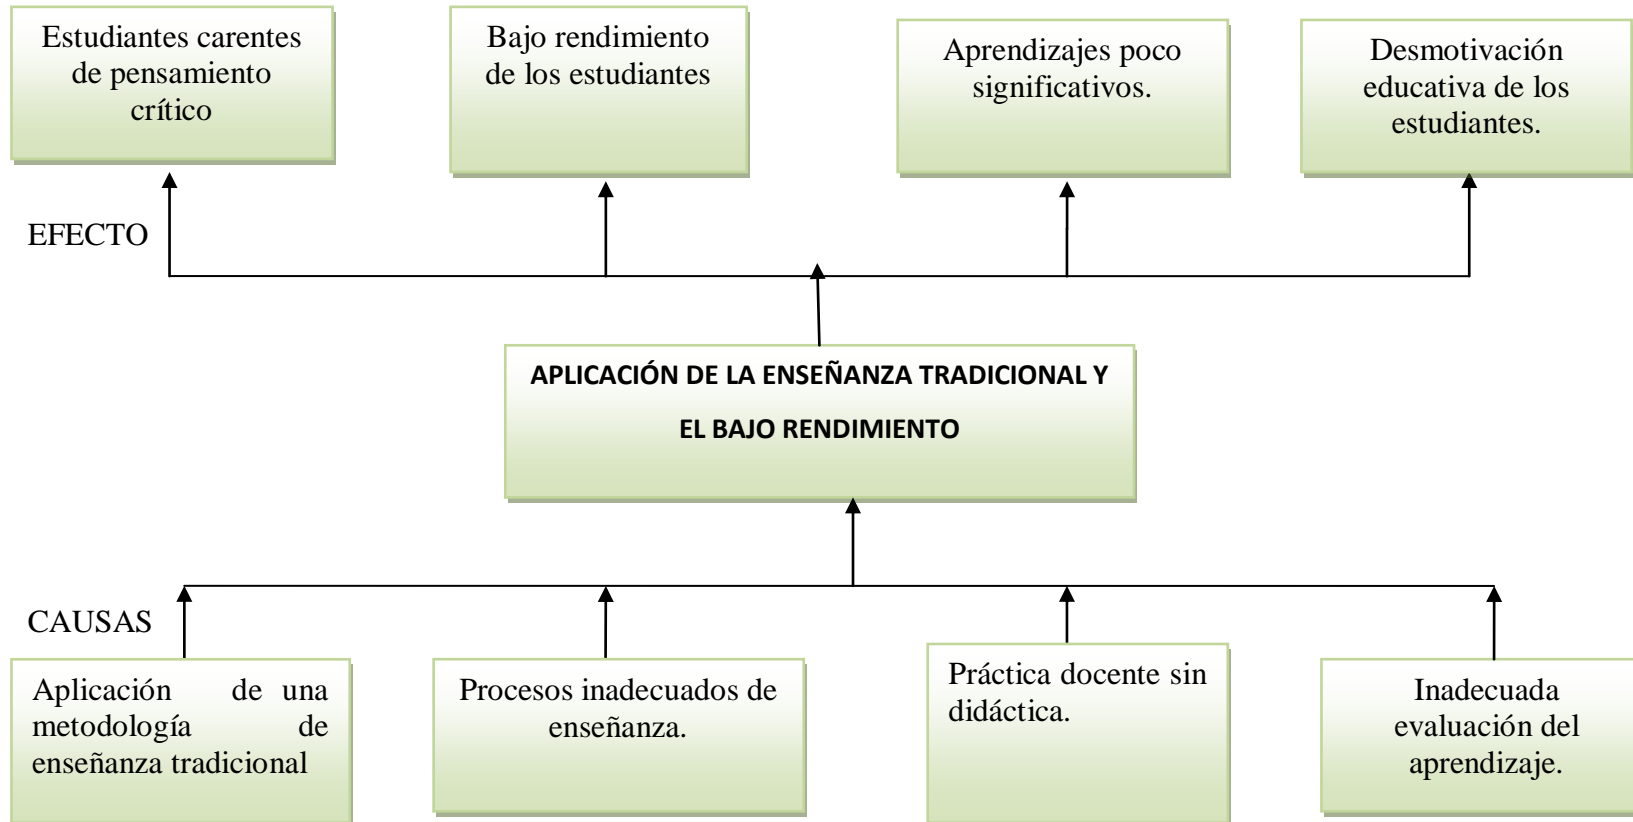 Estudiantes carentes
de pensamiento
crítico
Bajo rendimiento
de los estudiantes
Aprendizajes poco
significativos.
Desmotivación
educativa de los
estudiantes.
EFECTO
APLICACIÓN DE LA ENSEÑANZA TRADICIONAL Y
EL BAJO RENDIMIENTO
CAUSAS
Aplicación de una
metodología de
enseñanza tradicional
Procesos inadecuados de
enseñanza.
Práctica docente sin
didáctica.
Inadecuada
evaluación del
aprendizaje.